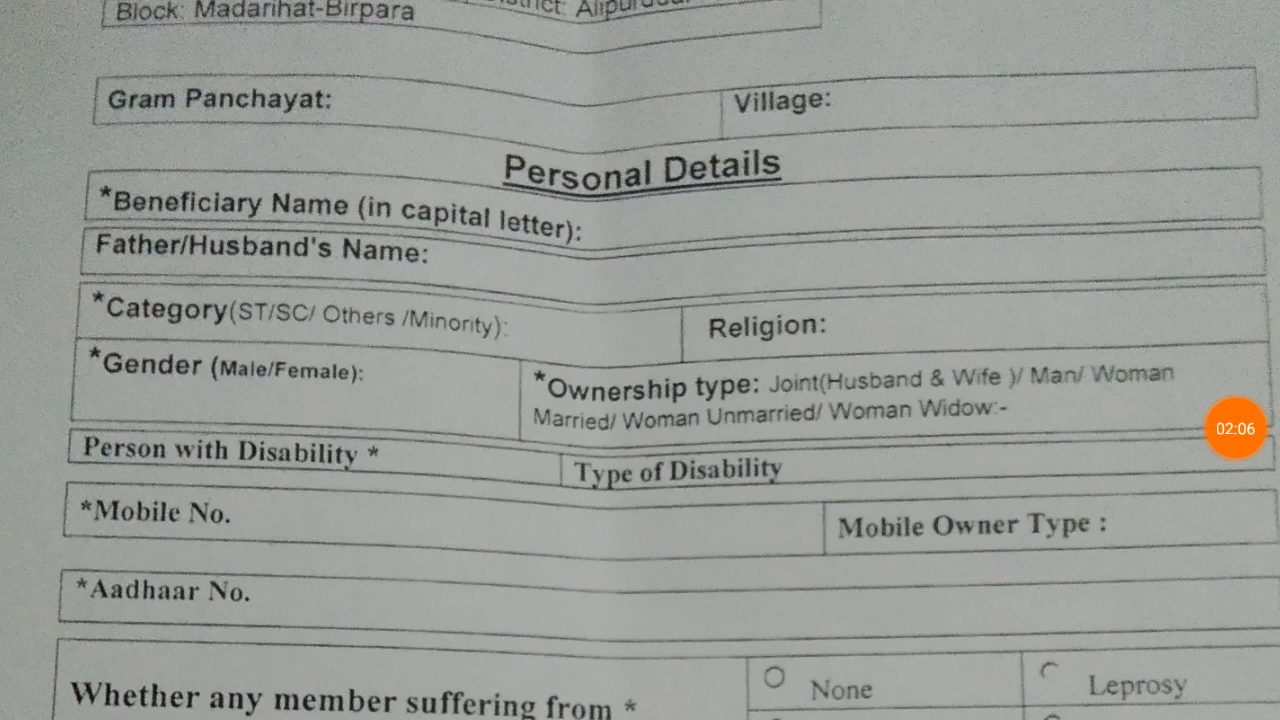 Block: Madarihat-Birpara
Gram Panchayat: Village:
Personal Details
*Beneficiary Name (in capital letter):
Father/Husband's Name:
*Category(ST/SC/ Others /Minority): Religion:
*Gender (Male/Female): *Ownership type: Joint(Husband & Wife )/ Man/ Woman
Married/ Woman Unmarried/ Woman Widow:-
02:06
Person with Disability * Type of Disability
*Mobile No. Mobile Owner Type :
*Aadhaar No.
Whether any member suffering from * None Leprosy